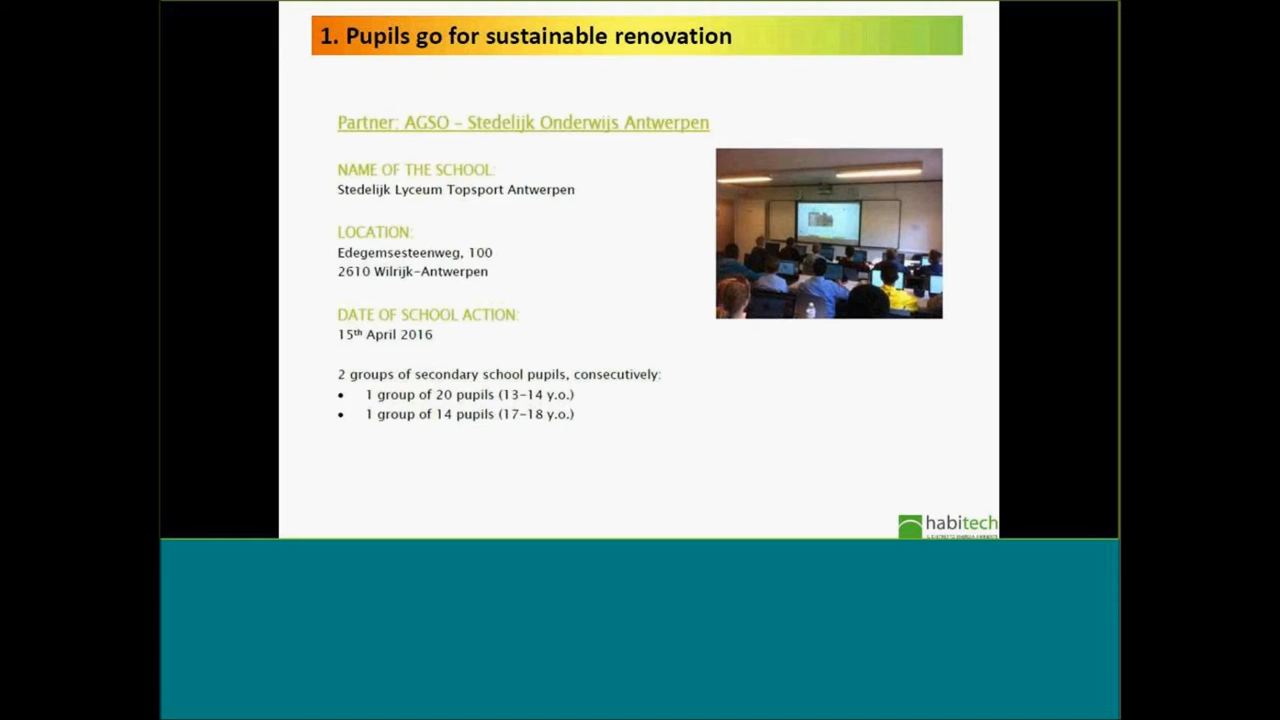 1. Pupils go for sustainable renovation
Partner: AGSO – Stedelijk Onderwijs Antwerpen
NAME OF THE SCHOOL:
Stedelijk Lyceum Topsport Antwerpen
LOCATION:
Edegemsesteenweg, 100
2610 Wilrijk-Antwerpen
DATE OF SCHOOL ACTION:
15th April 2016
2 groups of secondary school pupils, consecutively:
• 1 group of 20 pupils (13-14 y.o.)
• 1 group of 14 pupils (17-18 y.o.)
habitech